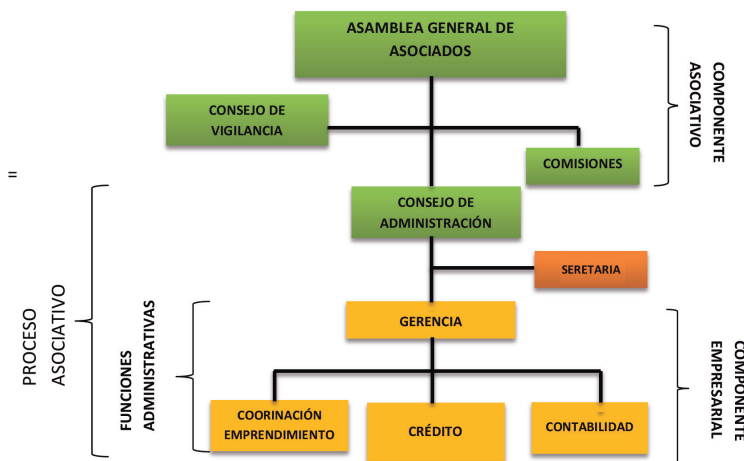 ASAMBLEA GENERAL DE
ASOCIADOS
CONSEJO DE
VIGILANCIA
COMISIONES
COMPONENTE
ASOCIATIVO
=
CONSEJO DE
ADMINISTRACIÓN
SERETARIA
PROCESO
ASOCIATIVO
FUNCIONES
ADMINISTRATIVAS
GERENCIA
COORINACIÓN
EMPRENDIMIENTO
CRÉDITO
CONTABILIDAD
COMPONENTE
EMPRESARIAL